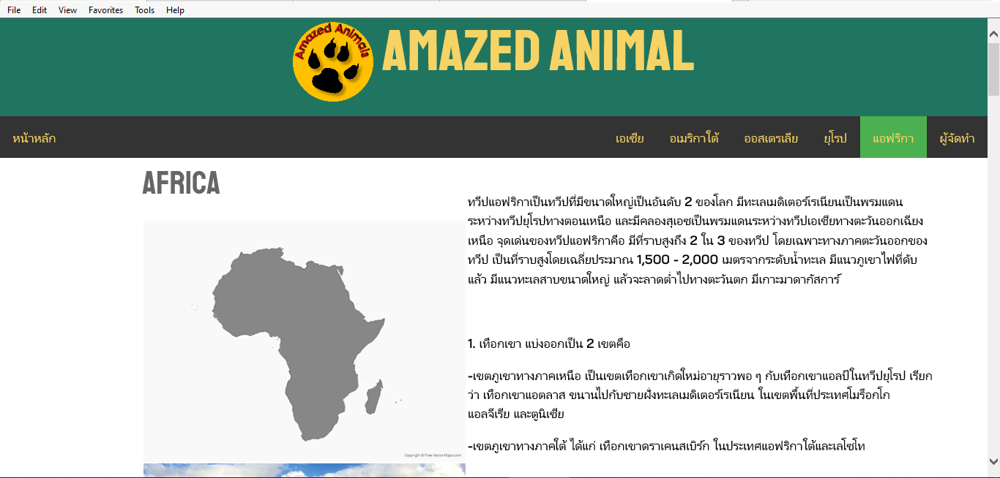 File Edit View Favorites Tools Help
Amazed Animals
AMAZED ANIMAL
หน้าหลัก เอเซีย อเมริกาใต้ ออสเตรเลีย ยุโรป แอฟริกา ผู้จัดทำ
AFRICA
ทวีปแอฟริกาเป็นทวีปที่มีขนาดใหญ่เป็นอันดับ 2 ของโลก มีทะเลเมดิเตอร์เรเนียนเป็นพรมแดน
ระหว่างทวีปยุโรปทางตอนเหนือ และมีคลองสุเอซเป็นพรมแดนระหว่างทวีปเอเซียทางตะวันออกเฉียง
เหนือ จุดเด่นของทวีปแอฟริกาคือ มีที่ราบสูงถึง 2 ใน 3 ของทวีป โดยเฉพาะทางภาคตะวันออกของ
ทวีป เป็นที่ราบสูงโดยเฉลี่ยประมาณ 1,500 - 2,000 เมตรจากระดับน้ำทะเล มีแนวภูเขาไฟที่ดับ
แล้ว มีแนวทะเลสาบขนาดใหญ่ แล้วจะลาดต่ำไปทางตะวันตก มีเกาะมาดากัสการ์
1. เทือกเขา แบ่งออกเป็น 2 เขตคือ
-เขตภูเขาทางภาคเหนือ เป็นเขตเทือกเขาเกิดใหม่อายุราวพอ ๆ กับเทือกเขาแอลป์ในทวีปยุโรป เรียก
ว่า เทือกเขาแอตลาส ขนานไปกับชายฝั่งทะเลเมดิเตอร์เรเนียน ในเขตพื้นที่ประเทศโมร็อกโก
แอลจีเรีย และตูนิเซีย
-เขตภูเขาทางภาคใต้ ได้แก่ เทือกเขาดราเคนสเบิร์ก ในประเทศแอฟริกาใต้และเลโซโท
Copyright © Free Vector Maps.com